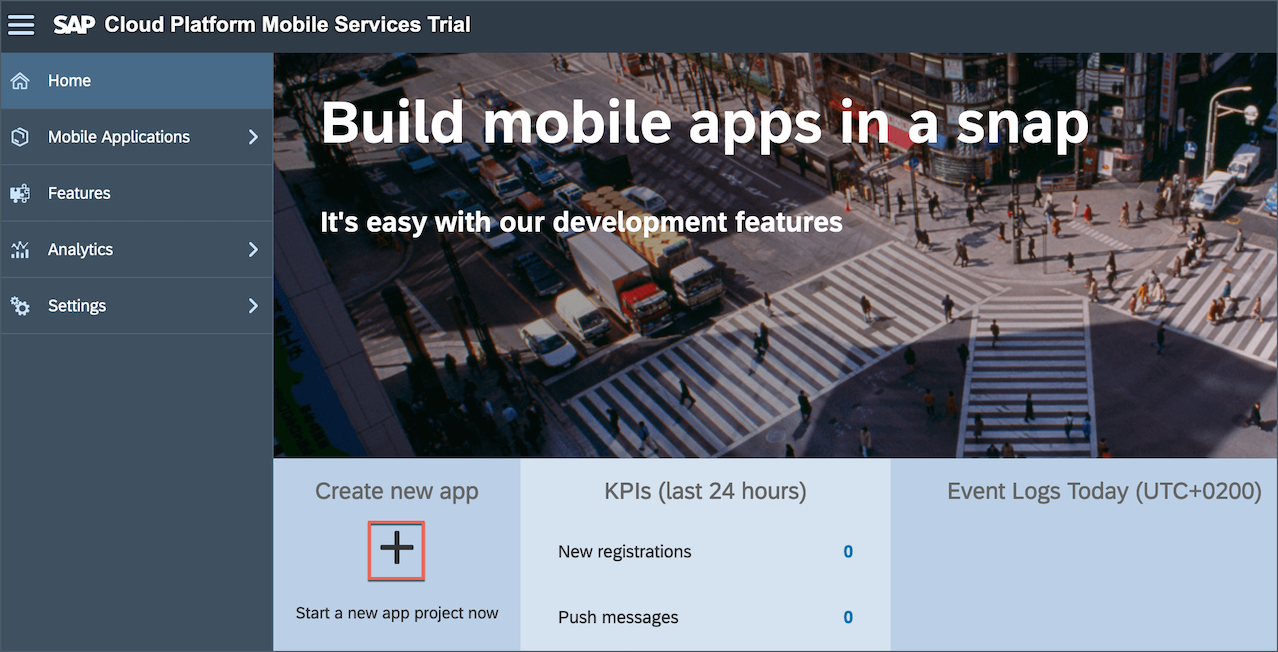 SAP Cloud Platform Mobile Services Trial
Home
Mobile Applications
Features
Analytics
Settings
Build mobile apps in a snap
It's easy with our development features
Create new app
Start a new app project now
KPIs (last 24 hours)
New registrations 0
Push messages 0
Event Logs Today (UTC+0200)